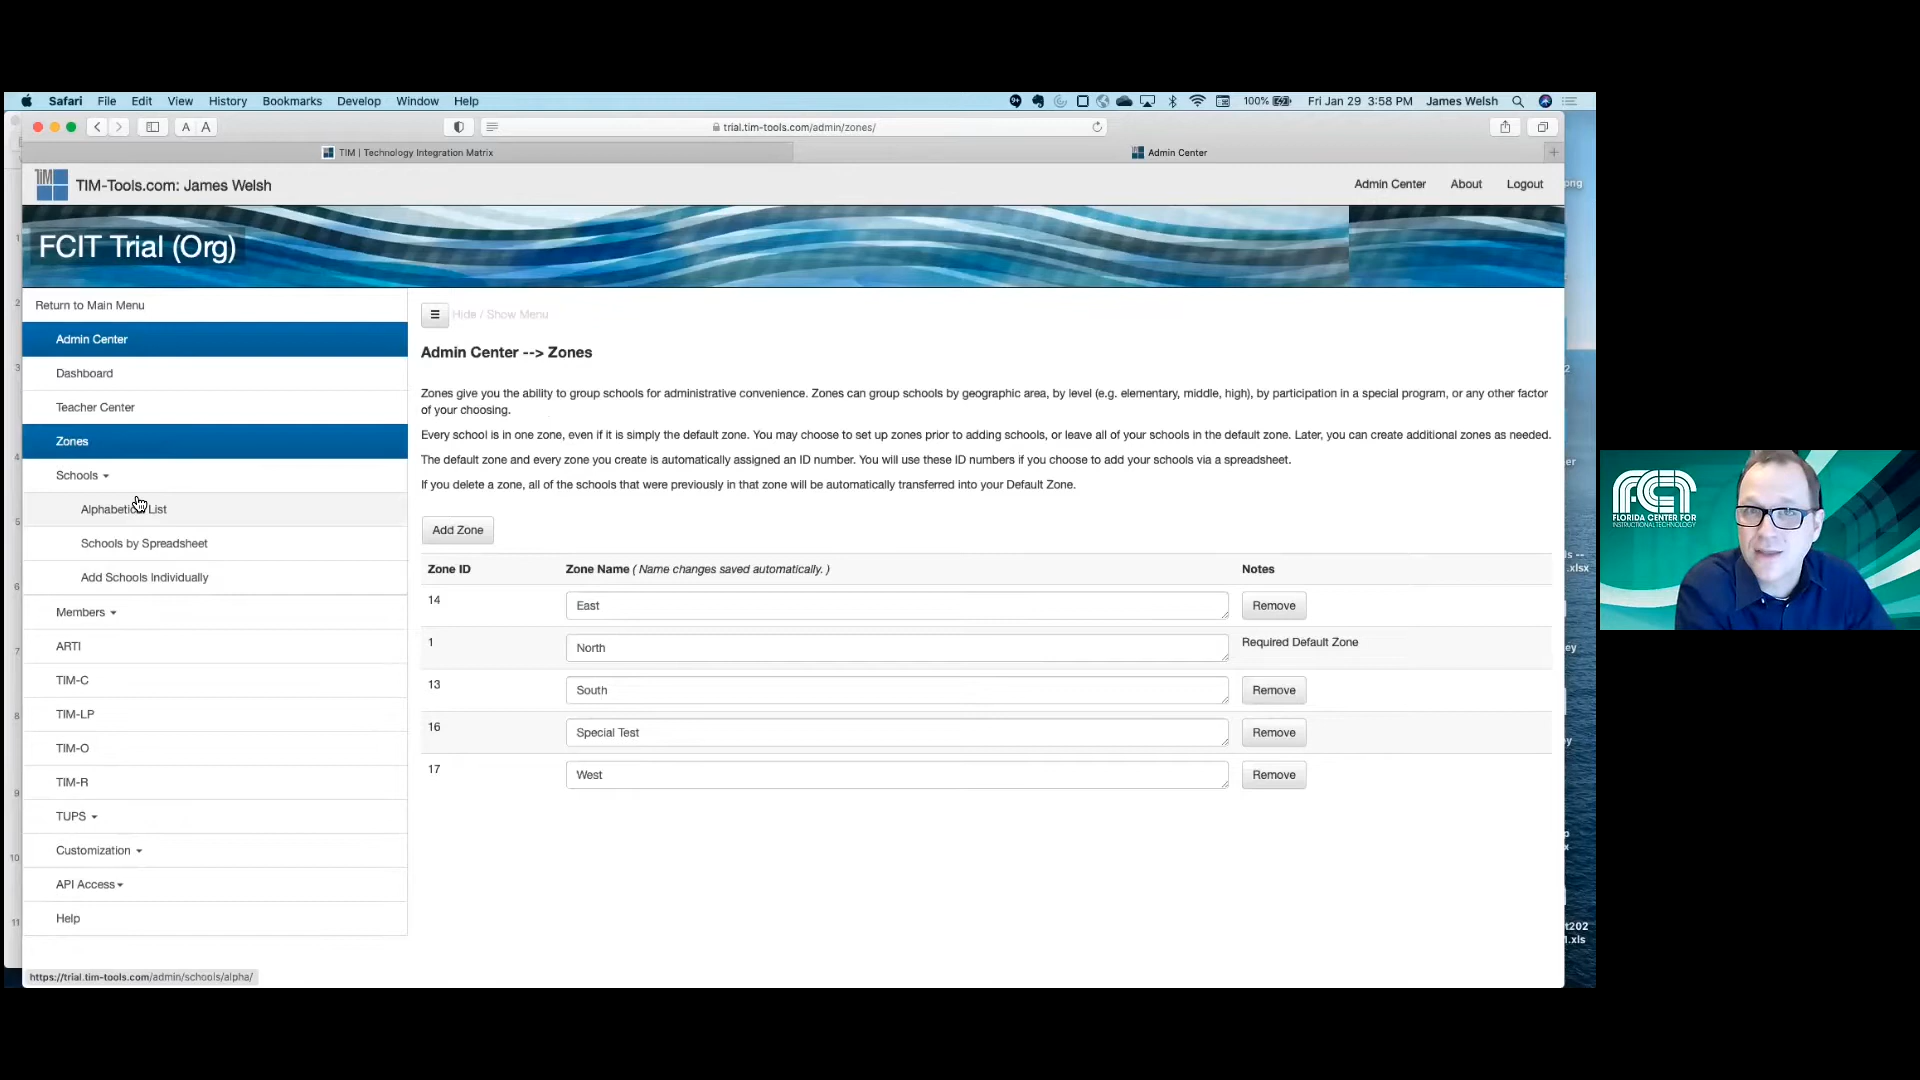 Safari File Edit View History Bookmarks Develop Window Help
100% Fri Jan 29 3:58 PM James Welsh
A A
trial.tim-tools.com/admin/zones/
TIM | Technology Integration Matrix
Admin Center
TIM-Tools.com: James Welsh
Admin Center About Logout
FCIT Trial (Org)
Return to Main Menu
Admin Center
Dashboard
Teacher Center
Zones
Schools
Alphabetical List
Schools by Spreadsheet
Add Schools Individually
Members
ARTI
TIM-C
TIM-LP
TIM-O
TIM-R
TUPS
Customization
API Access
Help
Hide / Show Menu
Admin Center --> Zones
Zones give you the ability to group schools for administrative convenience. Zones can group schools by geographic area, by level (e.g. elementary, middle, high), by participation in a special program, or any other factor
of your choosing.
Every school is in one zone, even if it is simply the default zone. You may choose to set up zones prior to adding schools, or leave all of your schools in the default zone. Later, you can create additional zones as needed.
The default zone and every zone you create is automatically assigned an ID number. You will use these ID numbers if you choose to add your schools via a spreadsheet.
If you delete a zone, all of the schools that were previously in that zone will be automatically transferred into your Default Zone.
Add Zone
Zone ID Zone Name ( Name changes saved automatically. ) Notes
14 East Remove
1 North Required Default Zone
13 South Remove
16 Special Test Remove
17 West Remove
https://trial.tim-tools.com/admin/schools/alpha/
FCIT
FLORIDA CENTER FOR
INSTRUCTIONAL TECHNOLOGY